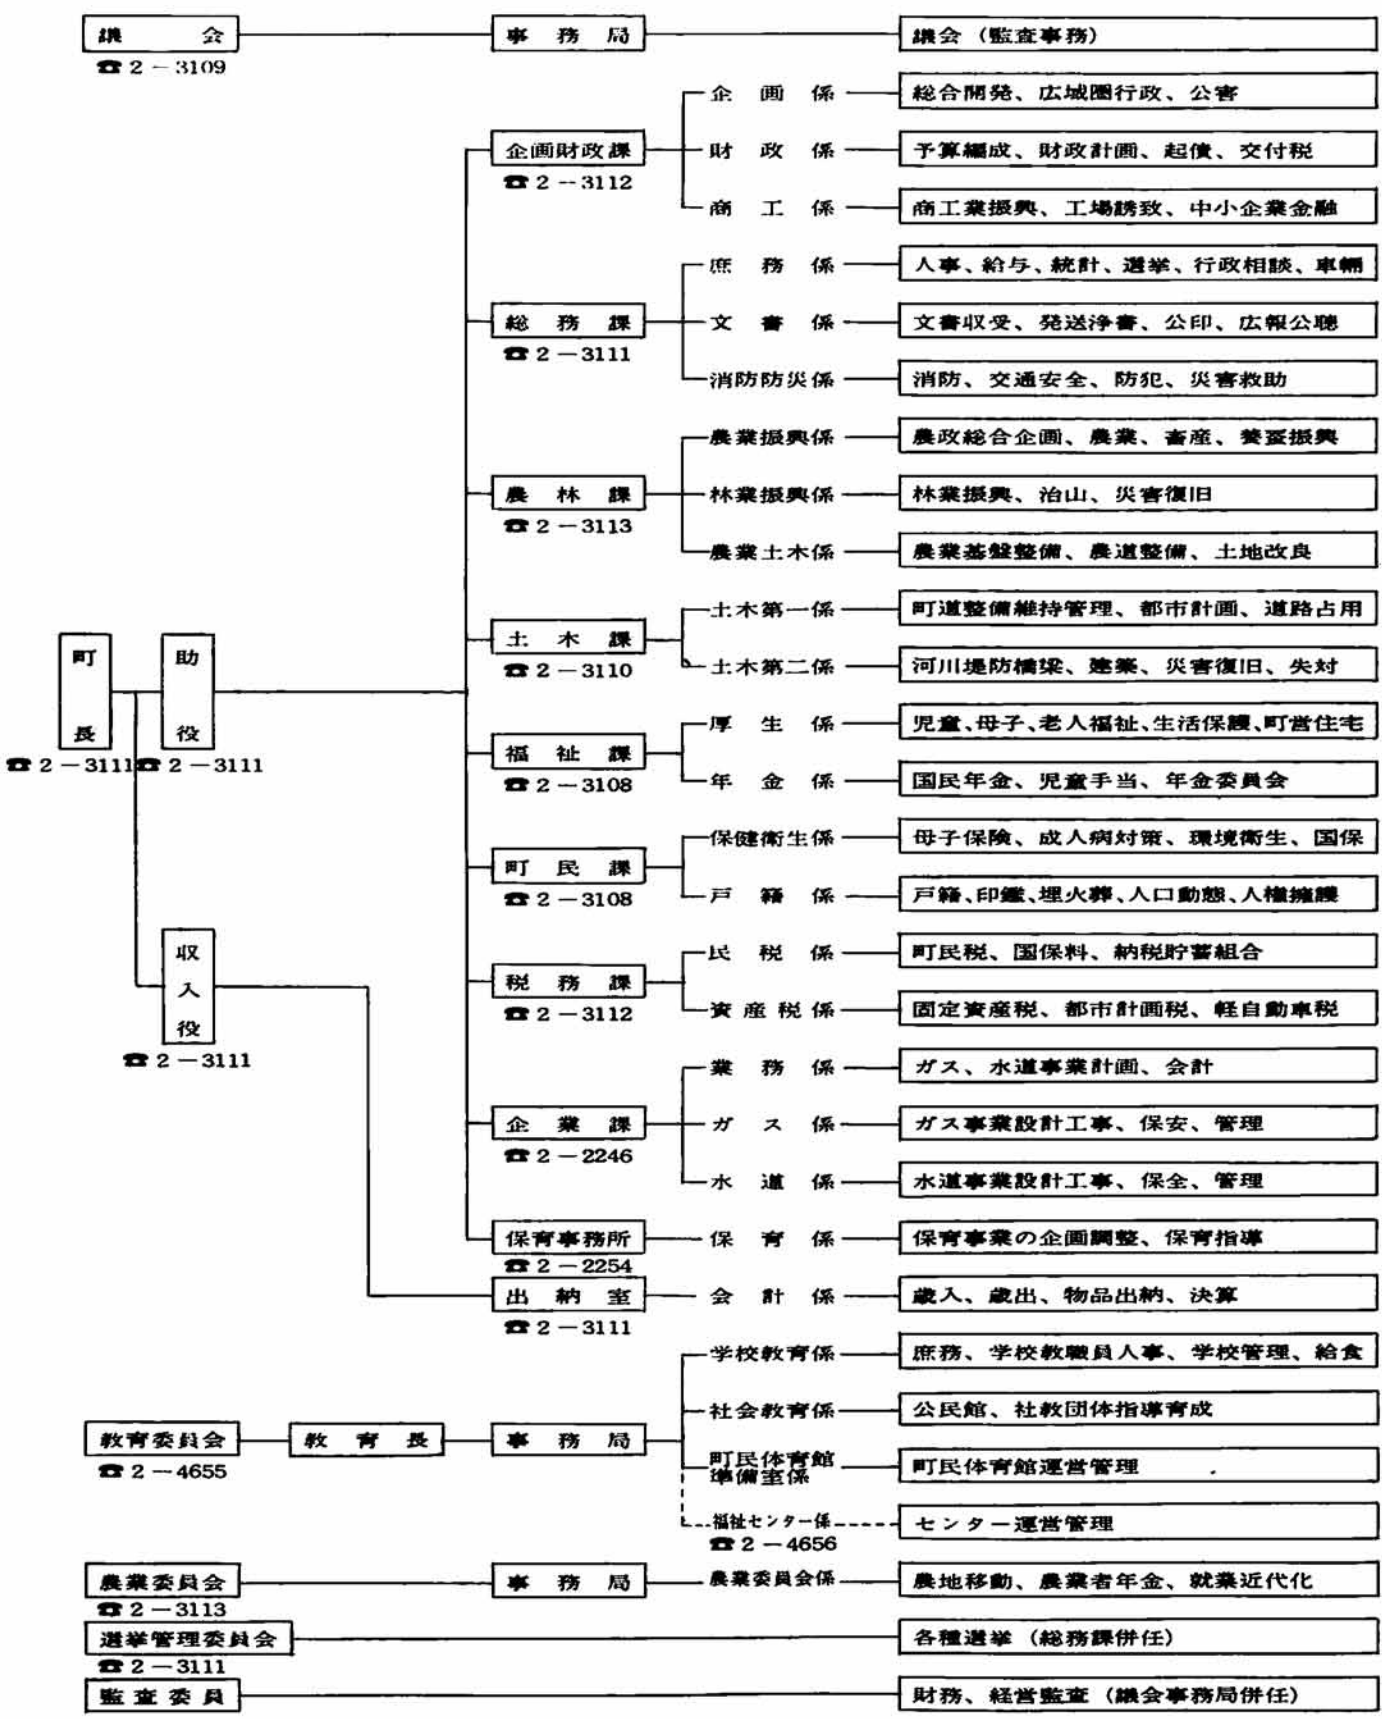 議会 事務局 議会（監査事務）
☎2－3109
企画係 総合開発、広域圏行政、公害
企画財政課 財政係 予算編成、財政計画、起債、交付税
☎2－3112
商工係 商工業振興、工場誘致、中小企業金融
庶務係 人事、給与、統計、選挙、行政相談、車輛
総務課 文書係 文書収受、発送浄書、公印、広報公聴
☎2－3111
消防防災係 消防、交通安全、防犯、災害救助
農業振興係 農政総合企画、農業、畜産、養蚕振興
農林課 林業振興係 林業振興、治山、災害復旧
☎2－3113
農業土木係 農業基盤整備、農道整備、土地改良
土木第一係 町道整備維持管理、都市計画、道路占用
土木課
☎2－3110
土木第二係 河川堤防橋梁、建築、災害復旧、失対
町長 助役
☎2－3111 ☎2－3111
厚生係 児童、母子、老人福祉、生活保護、町営住宅
福祉課
☎2－3108
年金係 国民年金、児童手当、年金委員会
保健衛生係 母子保険、成人病対策、環境衛生、国保
町民課
☎2－3108
戸籍係 戸籍、印鑑、埋火葬、人口動態、人権擁護
収入役
☎2－3111
民税係 町民税、国保料、納税貯蓄組合
税務課
☎2－3112
資産税係 固定資産税、都市計画税、軽自動車税
業務係 ガス、水道事業計画、会計
企業課 ガス係 ガス事業設計工事、保安、管理
☎2－2246
水道係 水道事業設計工事、保全、管理
保育事務所 保育係 保育事業の企画調整、保育指導
☎2－2254
出納室 会計係 歳入、歳出、物品出納、決算
☎2－3111
学校教育係 庶務、学校教職員人事、学校管理、給食
社会教育係 公民館、社教団体指導育成
教育委員会 教育長 事務局
☎2－4655
町民体育館
準備室係 町民体育館運営管理
福祉センター係 センター運営管理
☎2－4656
農業委員会 事務局 農業委員会係 農地移動、農業者年金、就業近代化
☎2－3113
選挙管理委員会 各種選挙（総務課併任）
☎2－3111
監査委員 財務、経営監査（議会事務局併任）